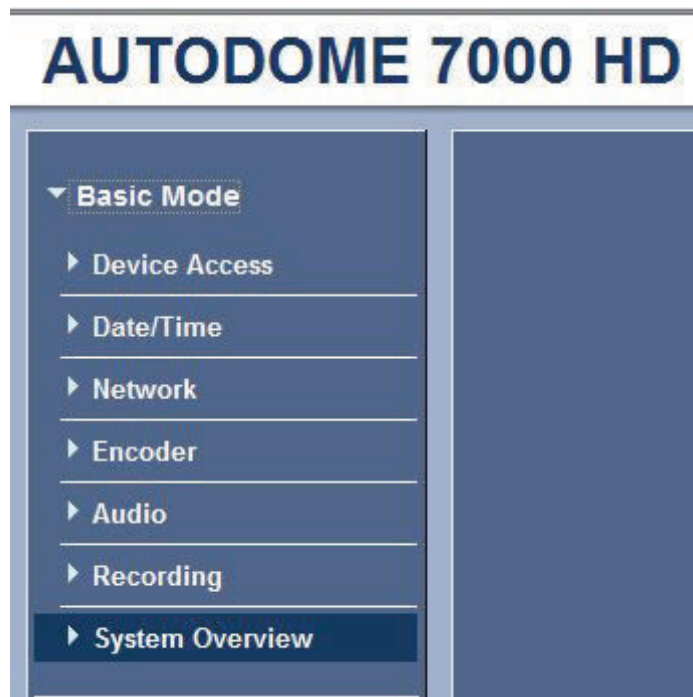 AUTODOME 7000 HD
Basic Mode
Device Access
Date/Time
Network
Encoder
Audio
Recording
System Overview